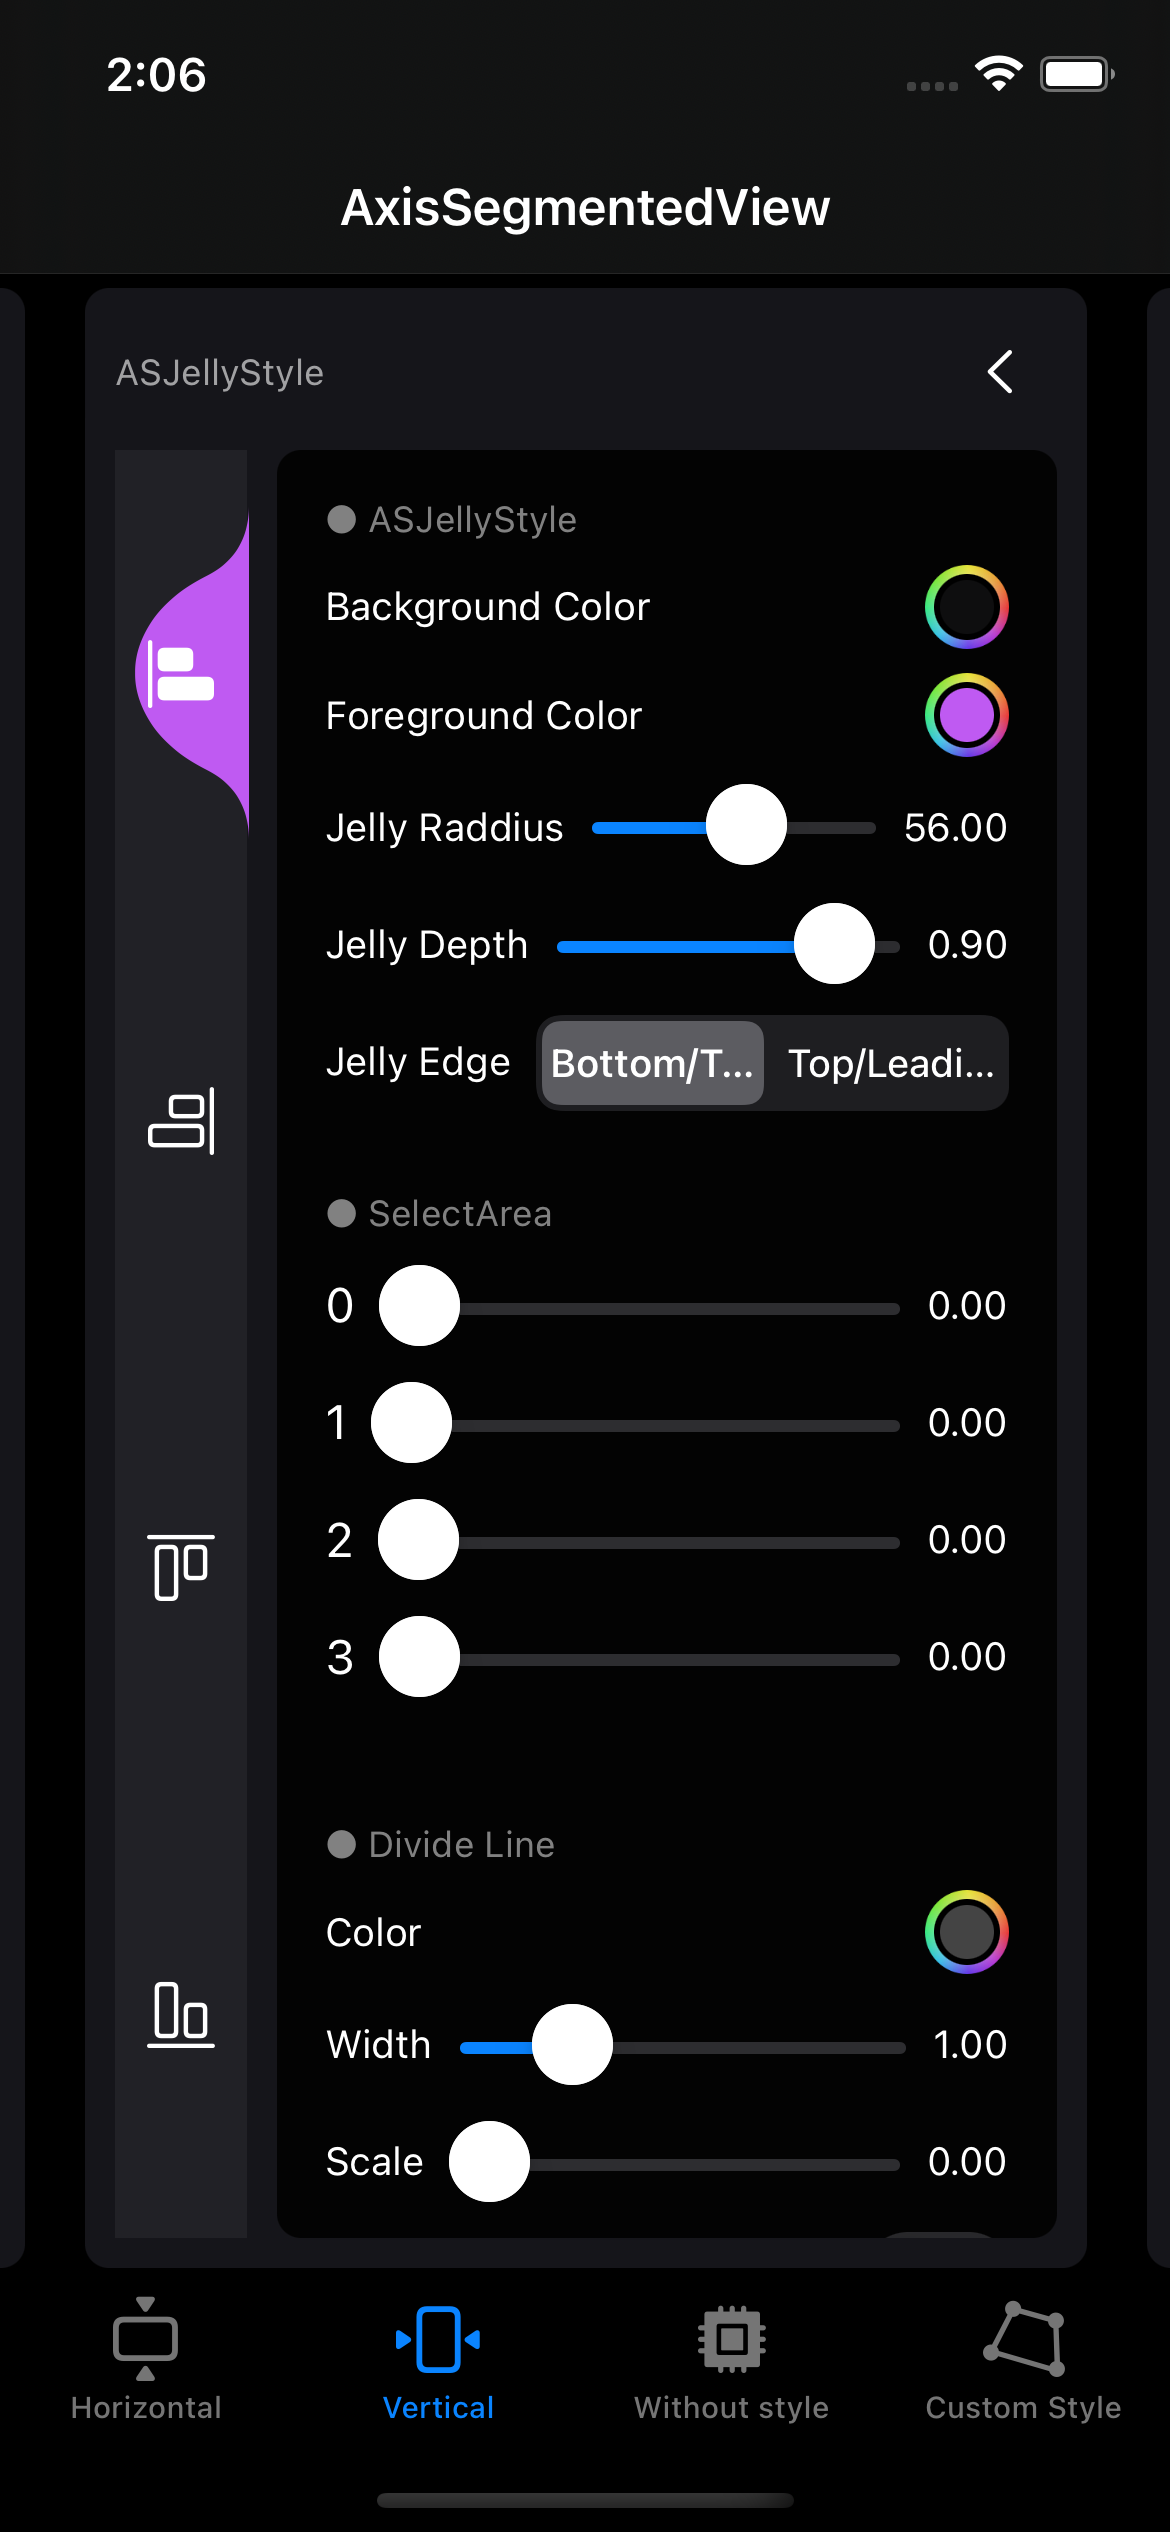 2:06
AxisSegmentedView
ASJellyStyle
ASJellyStyle
Background Color
Foreground Color
Jelly Raddius 56.00
Jelly Depth 0.90
Jelly Edge Bottom/T... Top/Leadi...
SelectArea
0 0.00
1 0.00
2 0.00
3 0.00
Divide Line
Color
Width 1.00
Scale 0.00
Horizontal Vertical Without style Custom Style